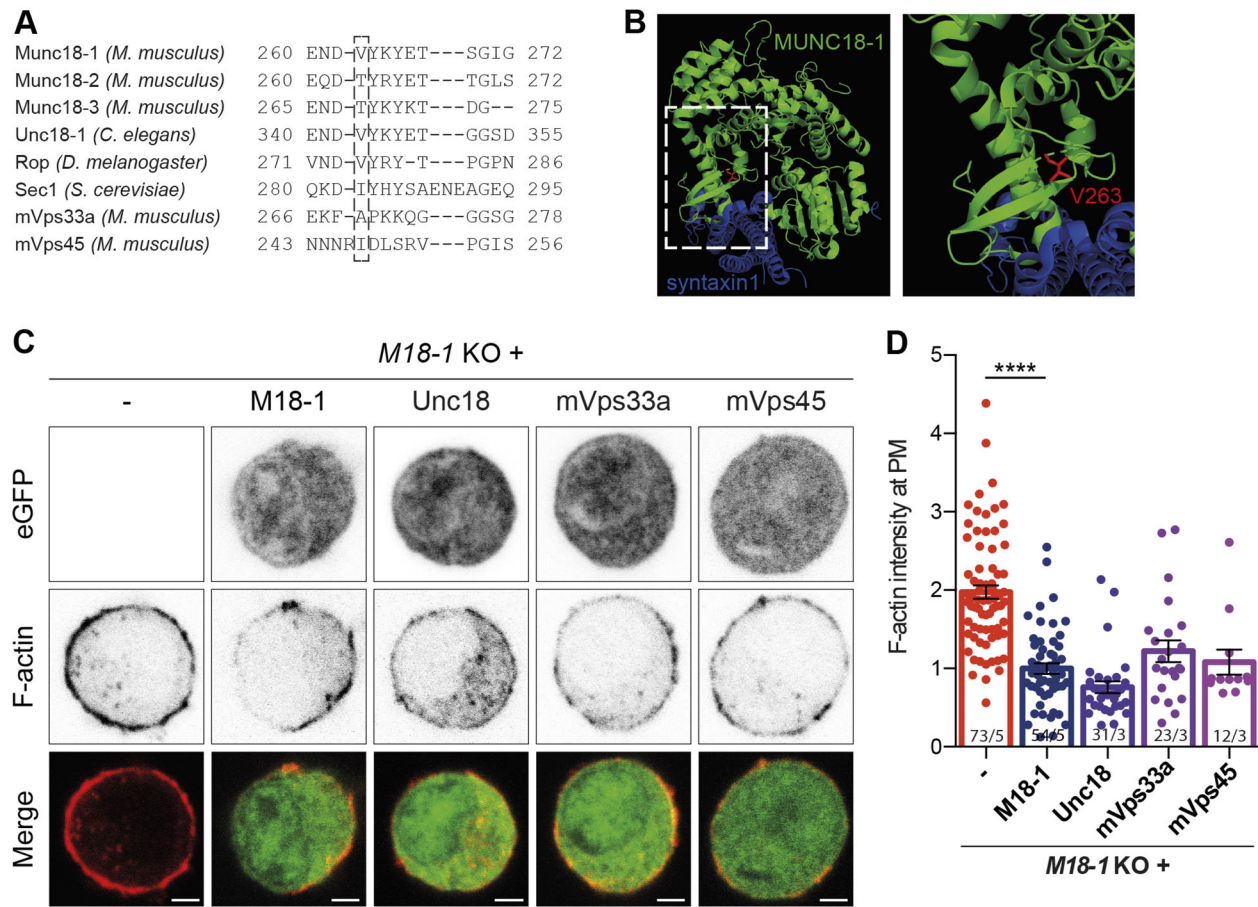 A
Munc18-1 (M. musculus) 260 END-VYKYET---SGIG 272
Munc18-2 (M. musculus) 260 EQD-TYRYET---TGLS 272
Munc18-3 (M. musculus) 265 END-TYKYKT---DG-- 275
Unc18-1 (C. elegans) 340 END-VYKYET---GGSD 355
Rop (D. melanogaster) 271 VND-VYRY-T---PGPN 286
Sec1 (S. cerevisiae) 280 QKD-IYHYSAENEAGEQ 295
mVps33a (M. musculus) 266 EKF-APKKQG---GGSG 278
mVps45 (M. musculus) 243 NNNRIDLSRV---PGIS 256
B
MUNC18-1
syntaxin1
V263
C
M18-1 KO +
- M18-1 Unc18 mVps33a mVps45
eGFP
F-actin
Merge
D
F-actin intensity at PM
5
4
3
2
1
0
****
73/5 54/5 31/3 23/3 12/3
- M18-1 Unc18 mVps33a mVps45
M18-1 KO +